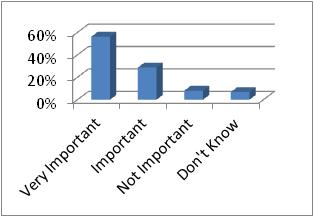 60%
40%
20%
0%
Very Important
Important
Not Important
Don't Know